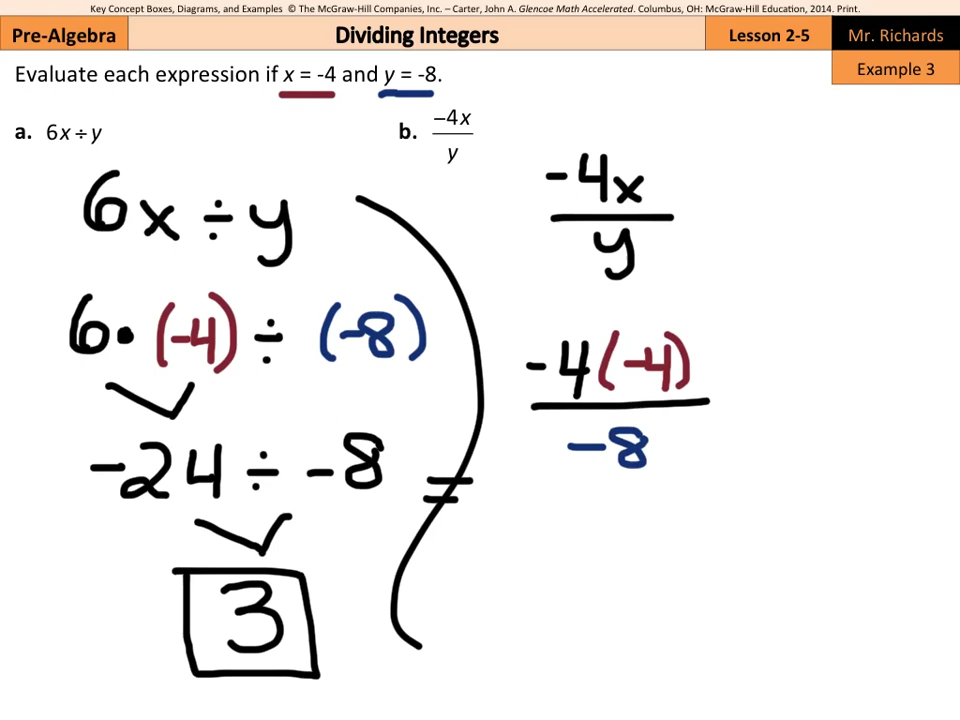 Key Concept Boxes, Diagrams, and Examples © The McGraw-Hill Companies, Inc. – Carter, John A. Glencoe Math Accelerated. Columbus, OH: McGraw-Hill Education, 2014. Print.
Pre-Algebra Dividing Integers Lesson 2-5 Mr. Richards
Example 3
Evaluate each expression if x = -4 and y = -8.
a. 6x ÷ y
b. −4x
y
6x ÷ y
6 • (-4) ÷ (-8)
-24 ÷ -8
3
=
-4x
y
-4(-4)
-8